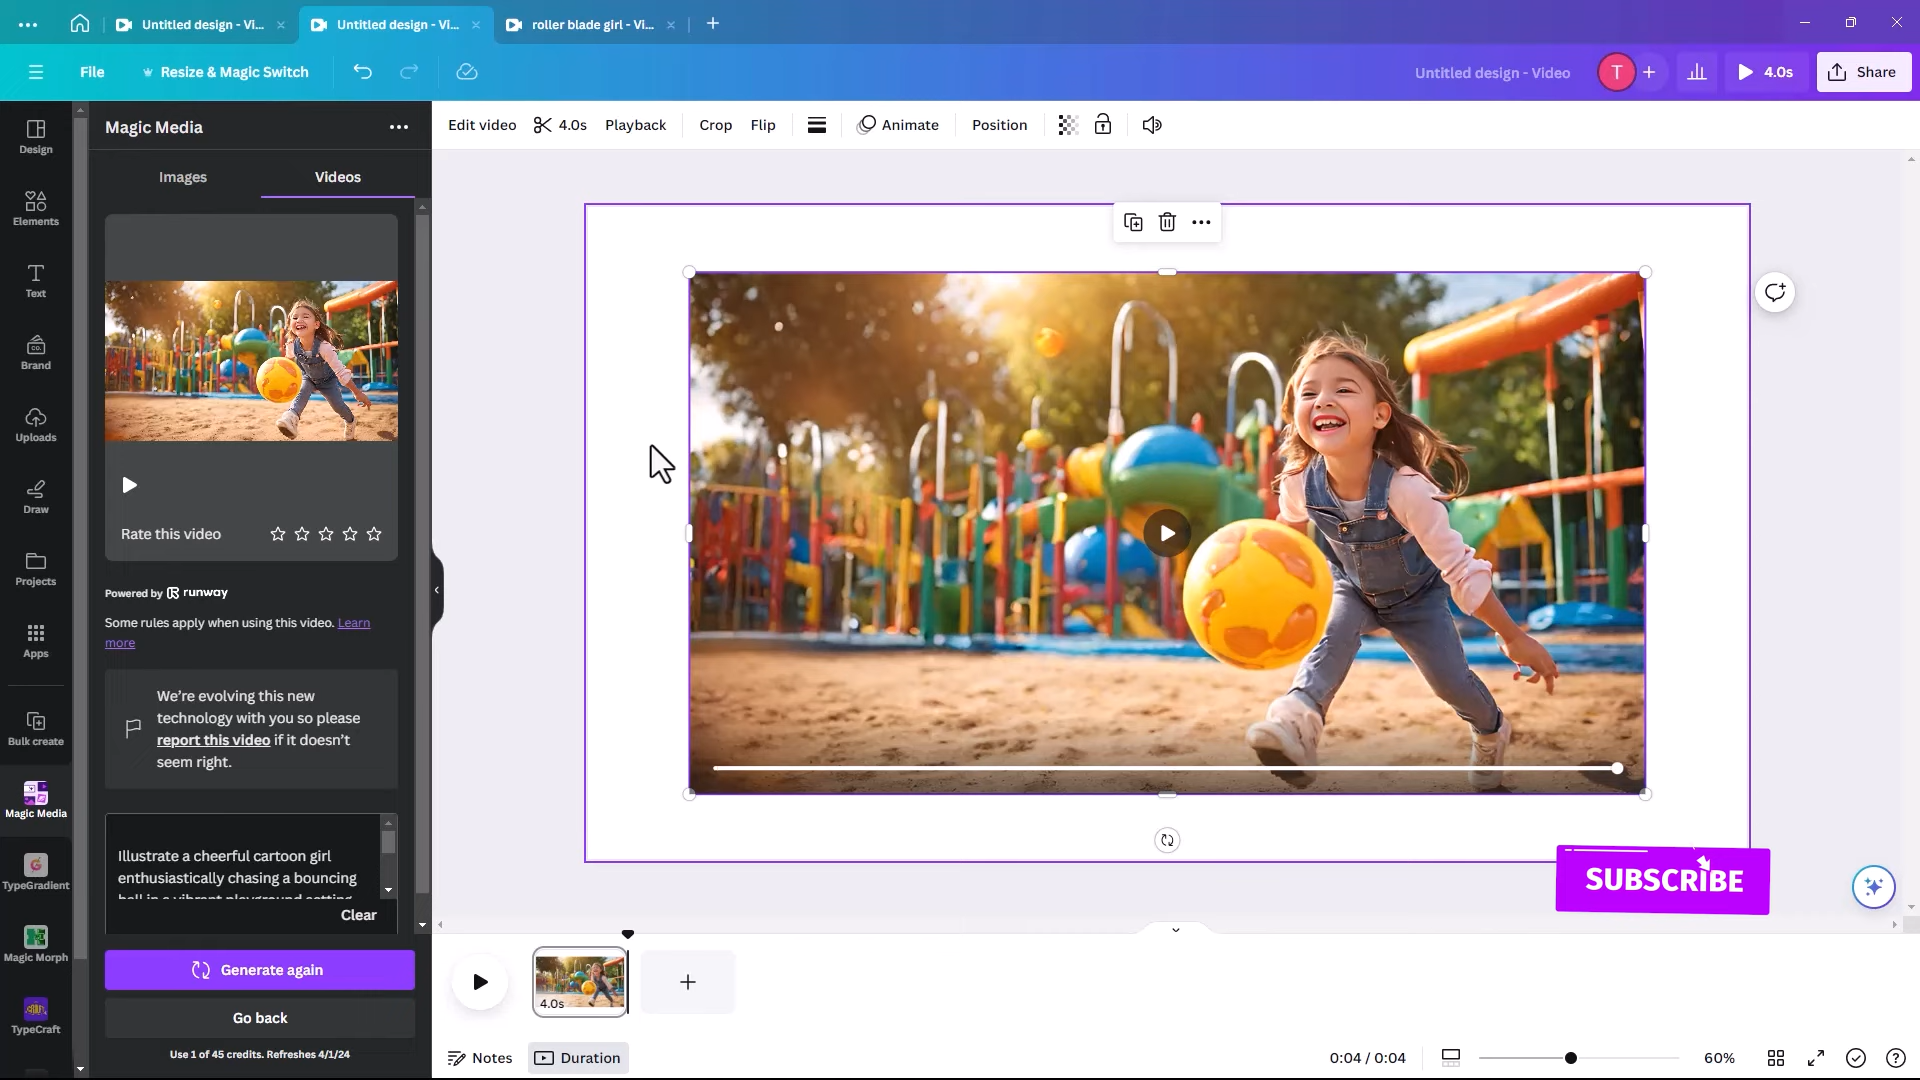 Untitled design - Vi...
Untitled design - Vi...
roller blade girl - Vi...
File
Resize & Magic Switch
Untitled design - Video
T
4.0s
Share
Magic Media
Edit video
4.0s
Playback
Crop
Flip
Animate
Position
Design
Elements
Text
Brand
Uploads
Draw
Projects
Apps
Bulk create
Magic Media
TypeGradient
Magic Morph
TypeCraft
Images
Videos
Rate this video
Powered by runway
Some rules apply when using this video. Learn
more
We're evolving this new
technology with you so please
report this video if it doesn't
seem right.
Illustrate a cheerful cartoon girl
enthusiastically chasing a bouncing
ball in a vibrant playground setting
Clear
Generate again
Go back
Use 1 of 45 credits. Refreshes 4/1/24
SUBSCRIBE
4.0s
Notes
Duration
0:04 / 0:04
60%